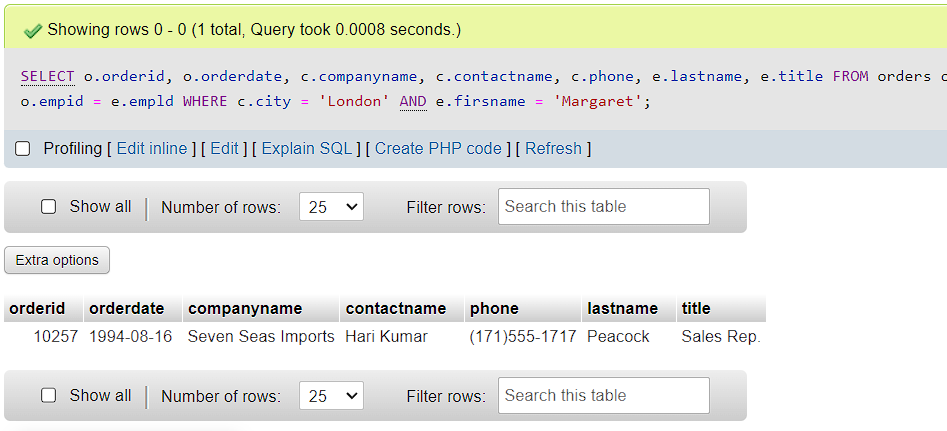 Showing rows 0 - 0 (1 total, Query took 0.0008 seconds.)
SELECT o.orderid, o.orderdate, c.companyname, c.contactname, c.phone, e.lastname, e.title FROM orders
o.empid = e.empld WHERE c.city = 'London' AND e.firsname = 'Margaret';
Profiling [ Edit inline ] [ Edit ] [ Explain SQL ] [ Create PHP code ] [ Refresh ]
Show all | Number of rows: 25 Filter rows: Search this table
Extra options
orderid orderdate companyname contactname phone lastname title
10257 1994-08-16 Seven Seas Imports Hari Kumar (171)555-1717 Peacock Sales Rep.
Show all | Number of rows: 25 Filter rows: Search this table